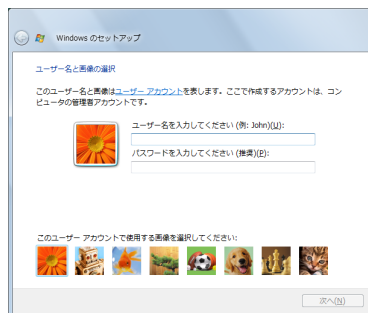 Windows のセットアップ
ユーザー名と画像の選択
このユーザー名と画像はユーザー アカウントを表します。ここで作成するアカウントは、コン
ピュータの管理者アカウントです。
ユーザー名を入力してください (例: John)(U):
パスワードを入力してください (推奨)(P):
このユーザー アカウントで使用する画像を選択してください:
次へ(N)